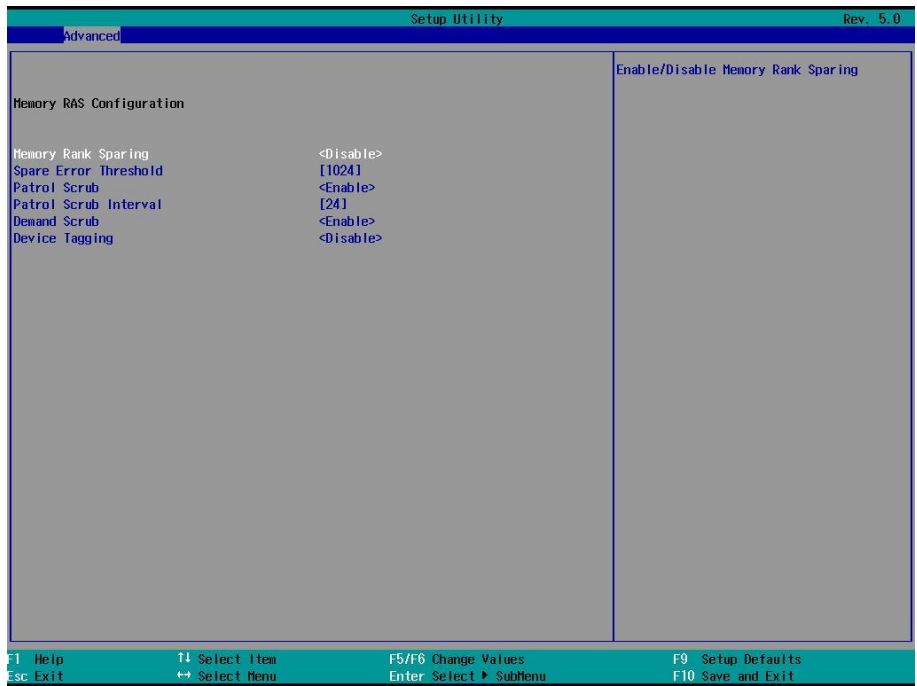 Setup Utility Rev. 5.0
Advanced
Enable/Disable Memory Rank Sparing
Memory RAS Configuration
Memory Rank Sparing <Disable>
Spare Error Threshold [1024]
Patrol Scrub <Enable>
Patrol Scrub Interval [24]
Demand Scrub <Enable>
Device Tagging <Disable>
F1 Help ↑↓ Select Item F5/F6 Change Values F9 Setup Defaults
Esc Exit ↔ Select Menu Enter Select ▶ SubMenu F10 Save and Exit